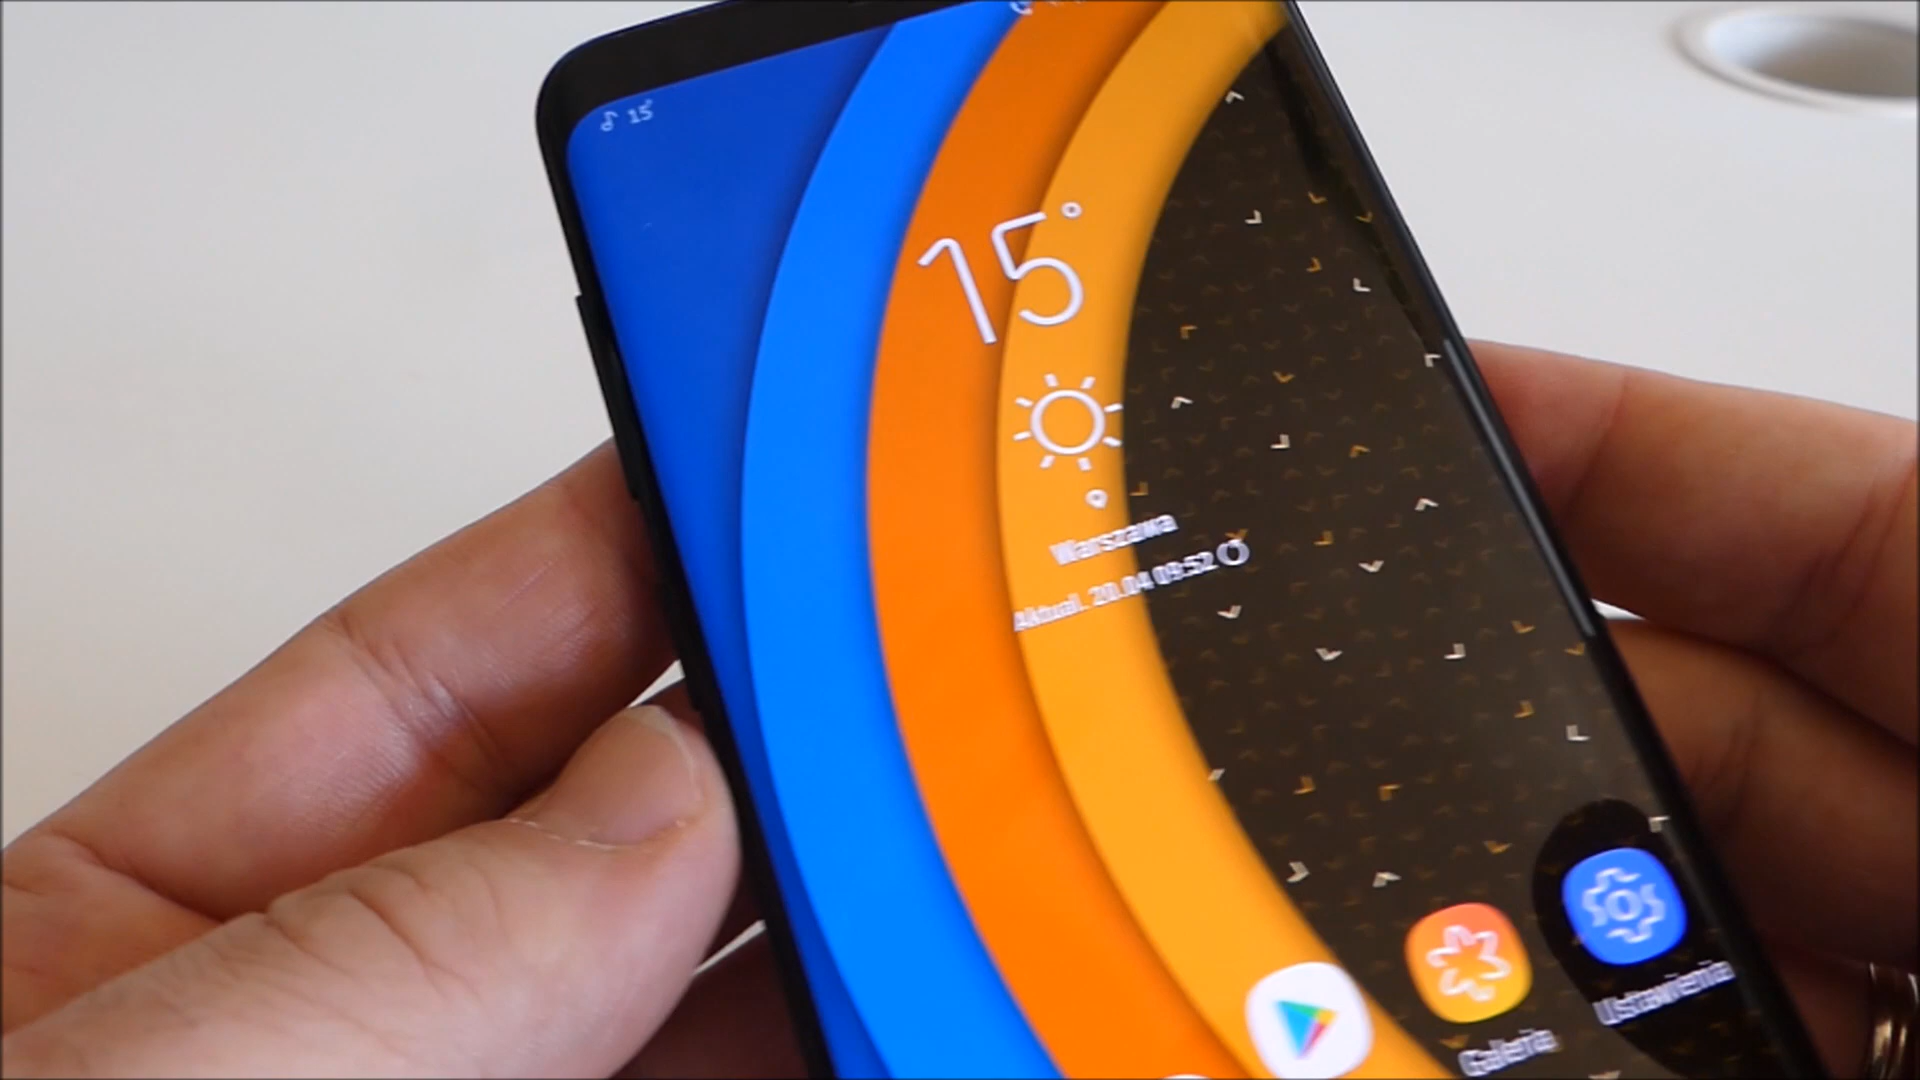 15°
15°
Warszawa
Aktual. 20.04 09:52
Galeria
Ustawienia